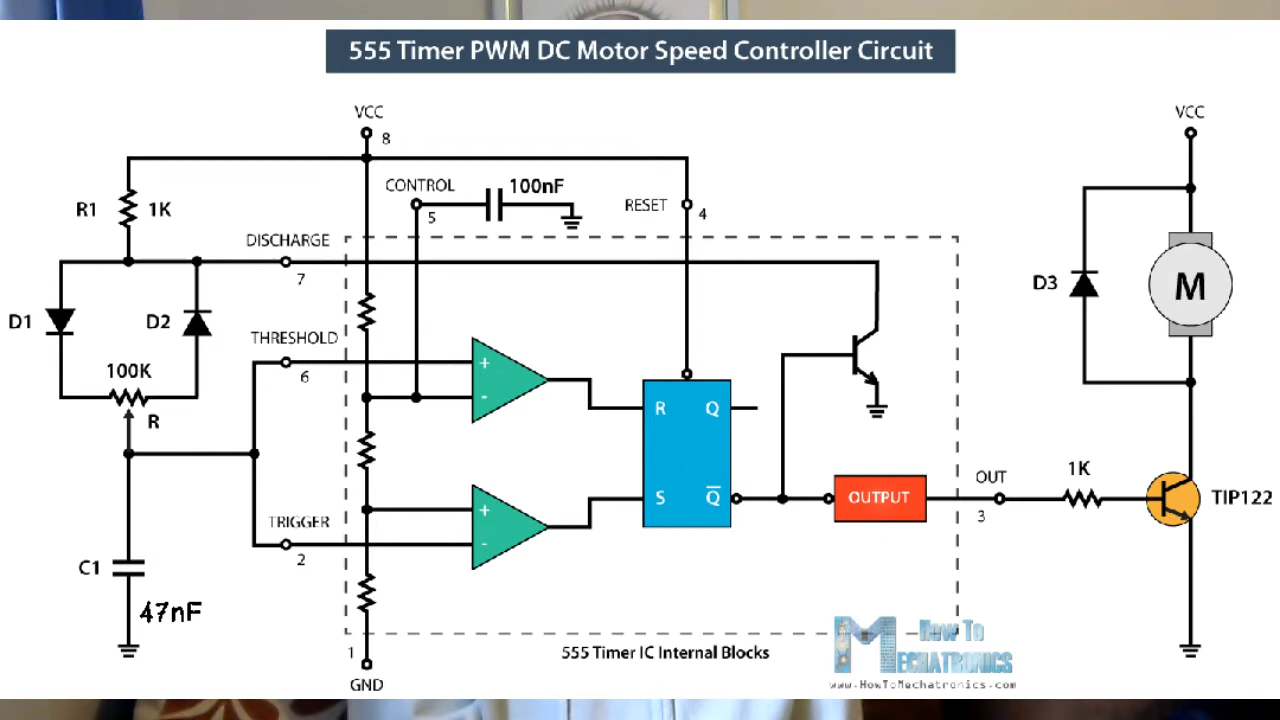 555 Timer PWM DC Motor Speed Controller Circuit
VCC
8
VCC
CONTROL
100nF
5
RESET
4
R1
1K
DISCHARGE
7
D1
D2
THRESHOLD
6
100K
R
+
-
R
Q
D3
M
S
Q̅
OUTPUT
OUT
3
1K
TIP122
TRIGGER
2
+
-
C1
47nF
1
GND
555 Timer IC Internal Blocks
How To
MECHATRONICS
www.HowToMechatronics.com